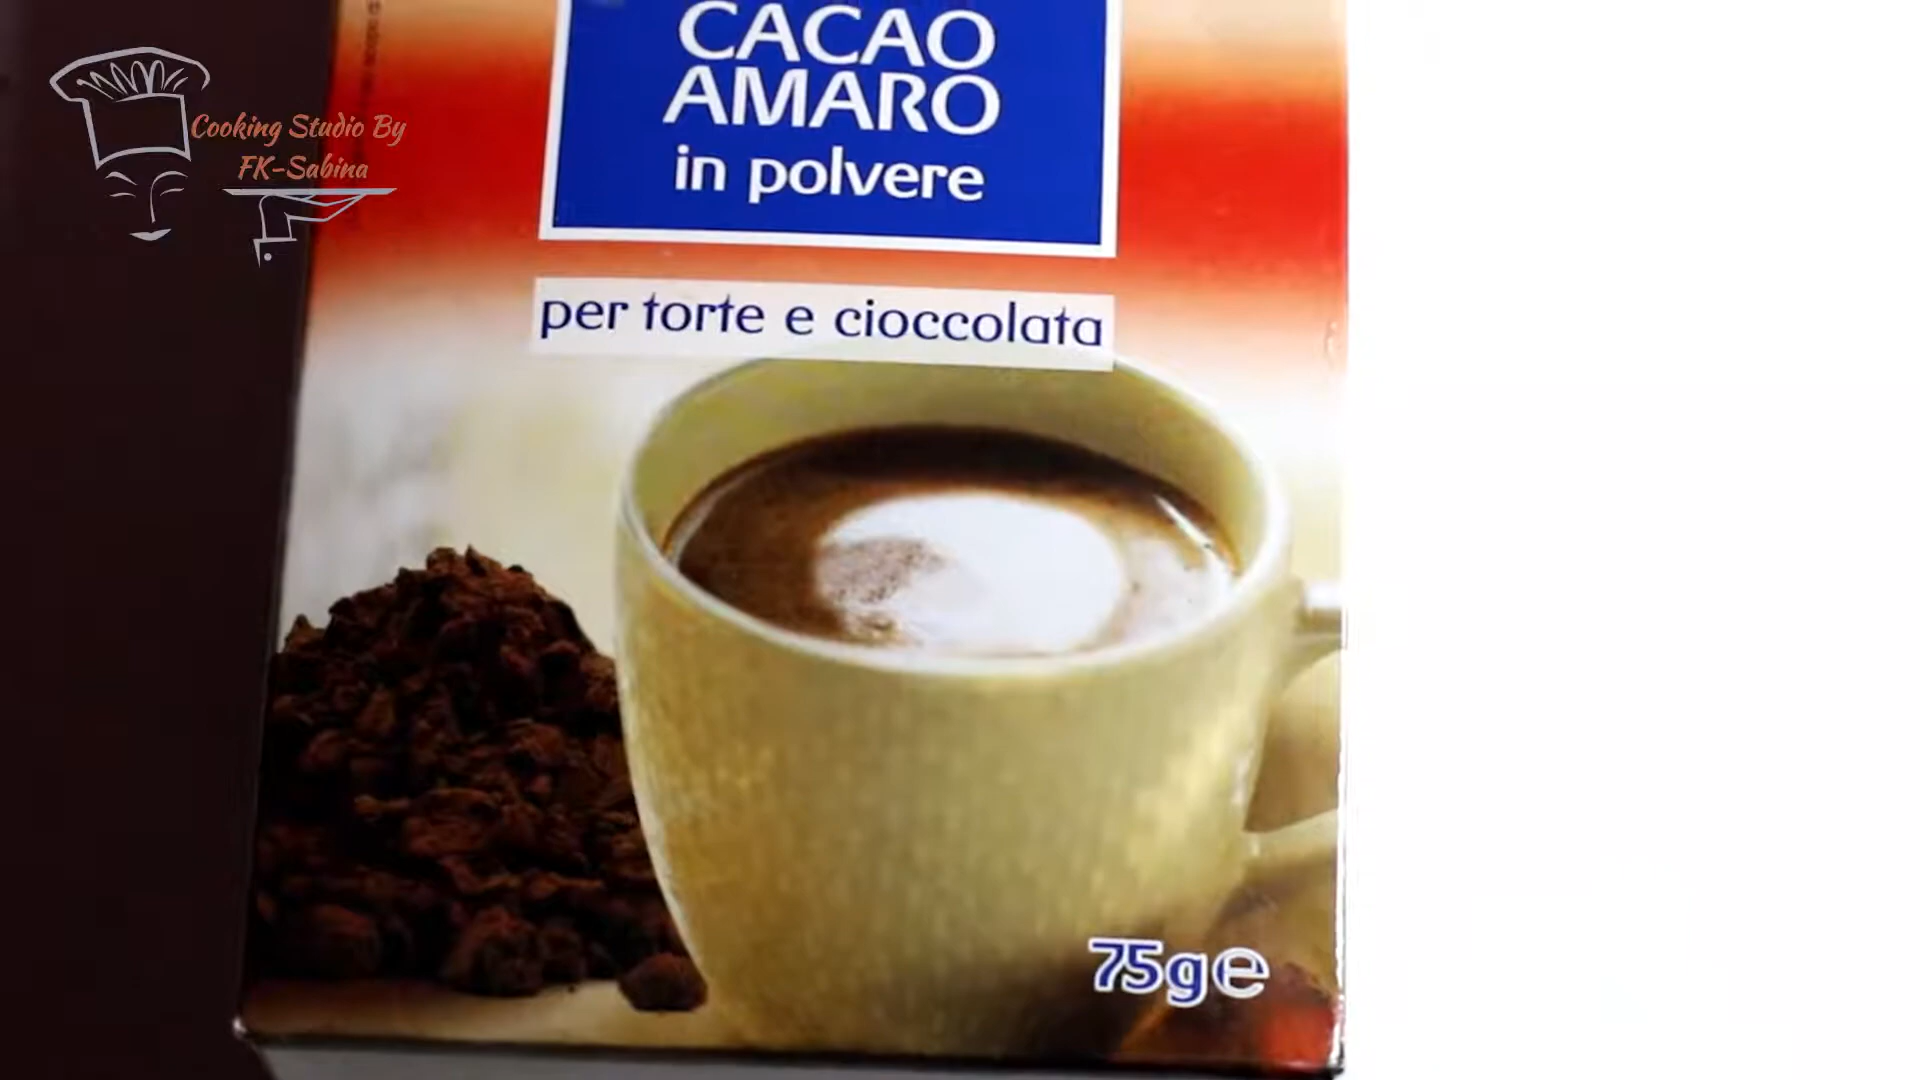 Cooking Studio By
FK-Sabina
CACAO
AMARO
in polvere
per torte e cioccolata
75g e